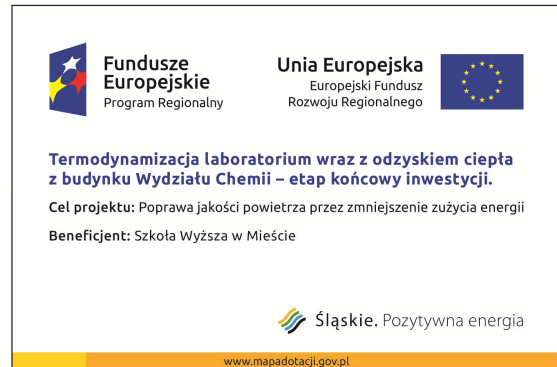 Fundusze
Europejskie
Program Regionalny
Unia Europejska
Europejski Fundusz
Rozwoju Regionalnego
Termodynamizacja laboratorium wraz z odzyskiem ciepła
z budynku Wydziału Chemii – etap końcowy inwestycji.
Cel projektu: Poprawa jakości powietrza przez zmniejszenie zużycia energii
Beneficjent: Szkoła Wyższa w Mieście
Śląskie. Pozytywna energia
www.mapadotacji.gov.pl